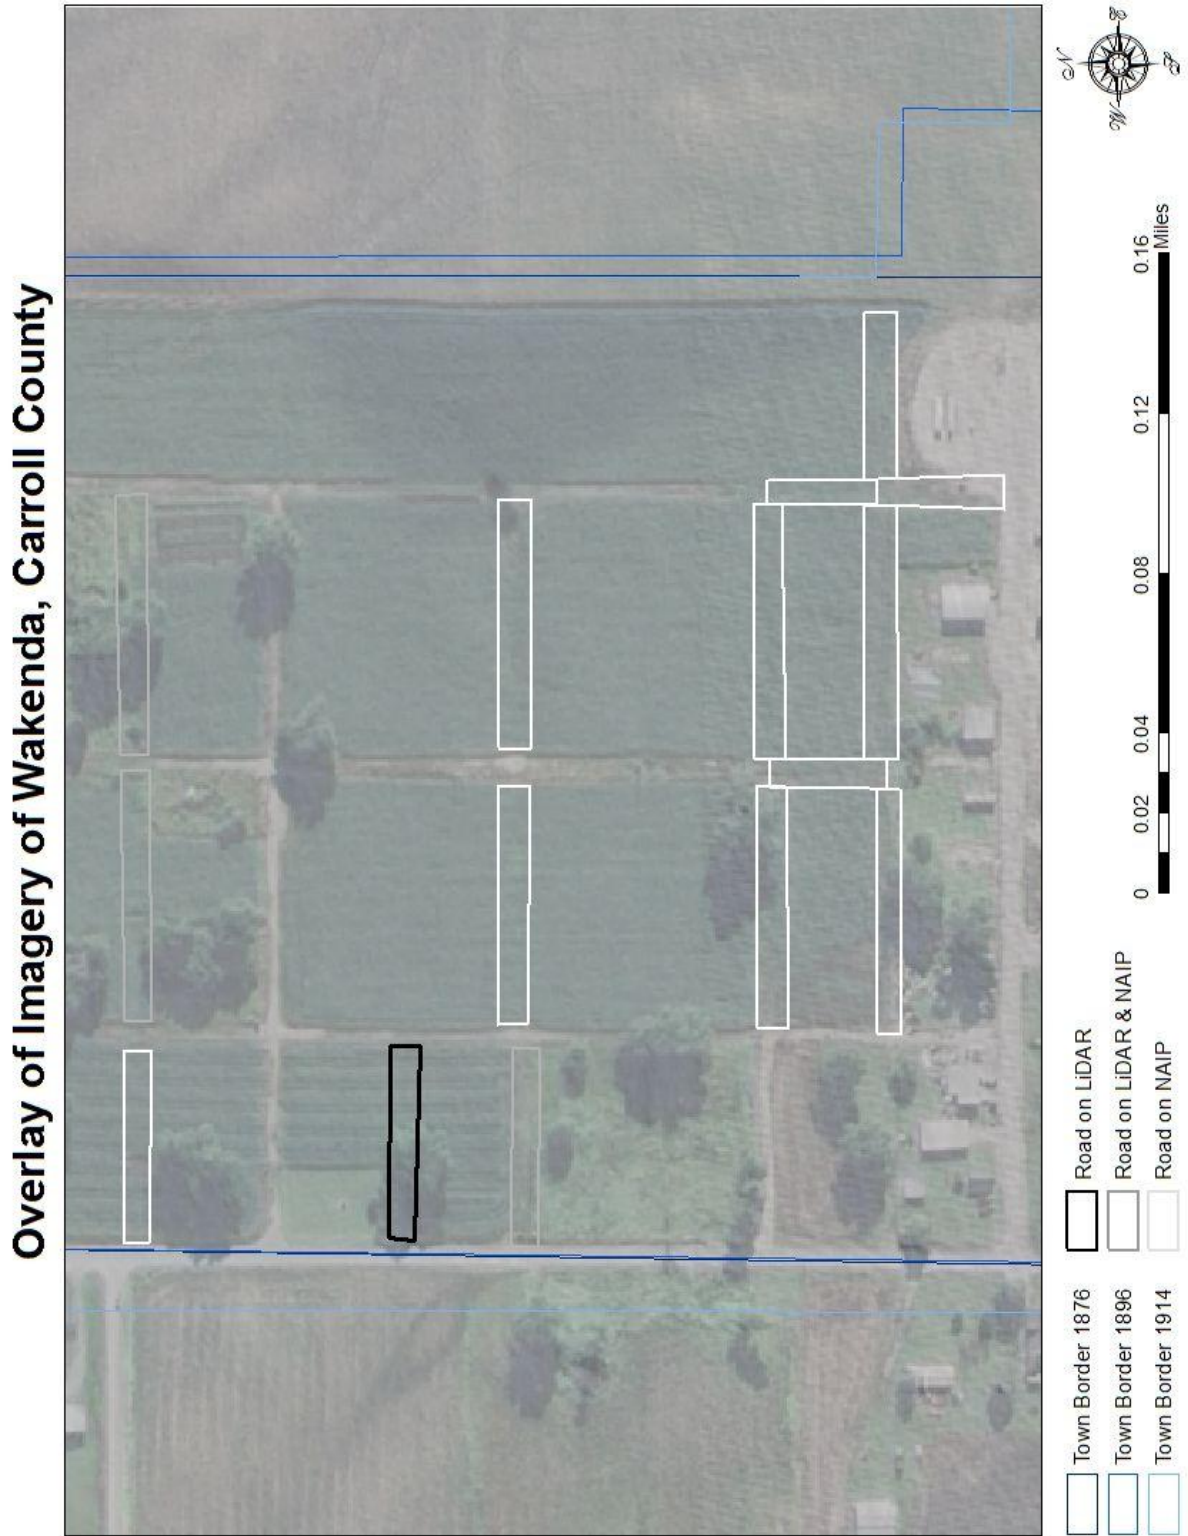 Overlay of Imagery of Wakenda, Carroll County
Town Border 1876
Town Border 1896
Town Border 1914
Road on LiDAR
Road on LiDAR & NAIP
Road on NAIP
0 0.02 0.04 0.08 0.12 0.16
Miles
N
W E
S